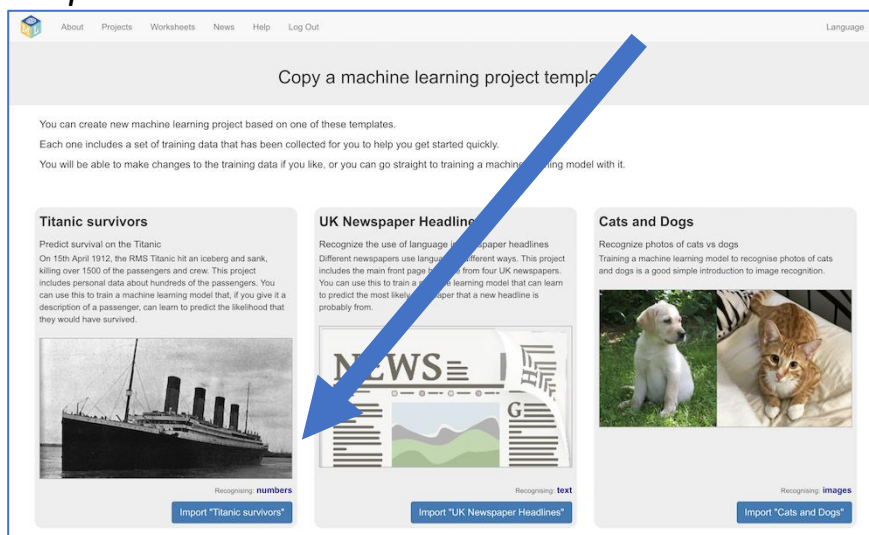 About Projects Worksheets News Help Log Out Language
Copy a machine learning project
You can create new machine learning project based on one of these templates.
Each one includes a set of training data that has been collected for you to help you get started quickly.
You will be able to make changes to the training data if you like, or you can go straight to training a machine learning model with it.
Titanic survivors
Predict survival on the Titanic
On 15th April 1912, the RMS Titanic hit an iceberg and sank,
killing over 1500 of the passengers and crew. This project
includes personal data about hundreds of the passengers. You
can use this to train a machine learning model that, if you give it a
description of a passenger, can learn to predict the likelihood that
they would have survived.
Recognising: numbers
Import "Titanic survivors"
UK Newspaper Headlines
Recognize the use of language in newspaper headlines
Different newspapers use language different ways. This project
includes the main front page from four UK newspapers.
You can use this to train a machine learning model that can learn
to predict the most likely newspaper that a new headline is
probably from.
NEWS
H
G
Recognising: text
Import "UK Newspaper Headlines"
Cats and Dogs
Recognize photos of cats vs dogs
Training a machine learning model to recognise photos of cats
and dogs is a good simple introduction to image recognition.
Recognising: images
Import "Cats and Dogs"